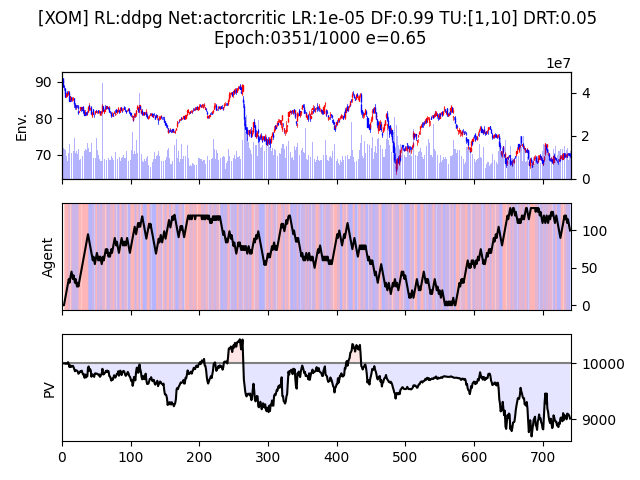 [XOM] RL:ddpg Net:actorcritic LR:1e-05 DF:0.99 TU:[1,10] DRT:0.05
Epoch:0351/1000 e=0.65
1e7
90
80
70
Env.
4
2
0
Agent
100
50
0
PV
10000
9000
0 100 200 300 400 500 600 700